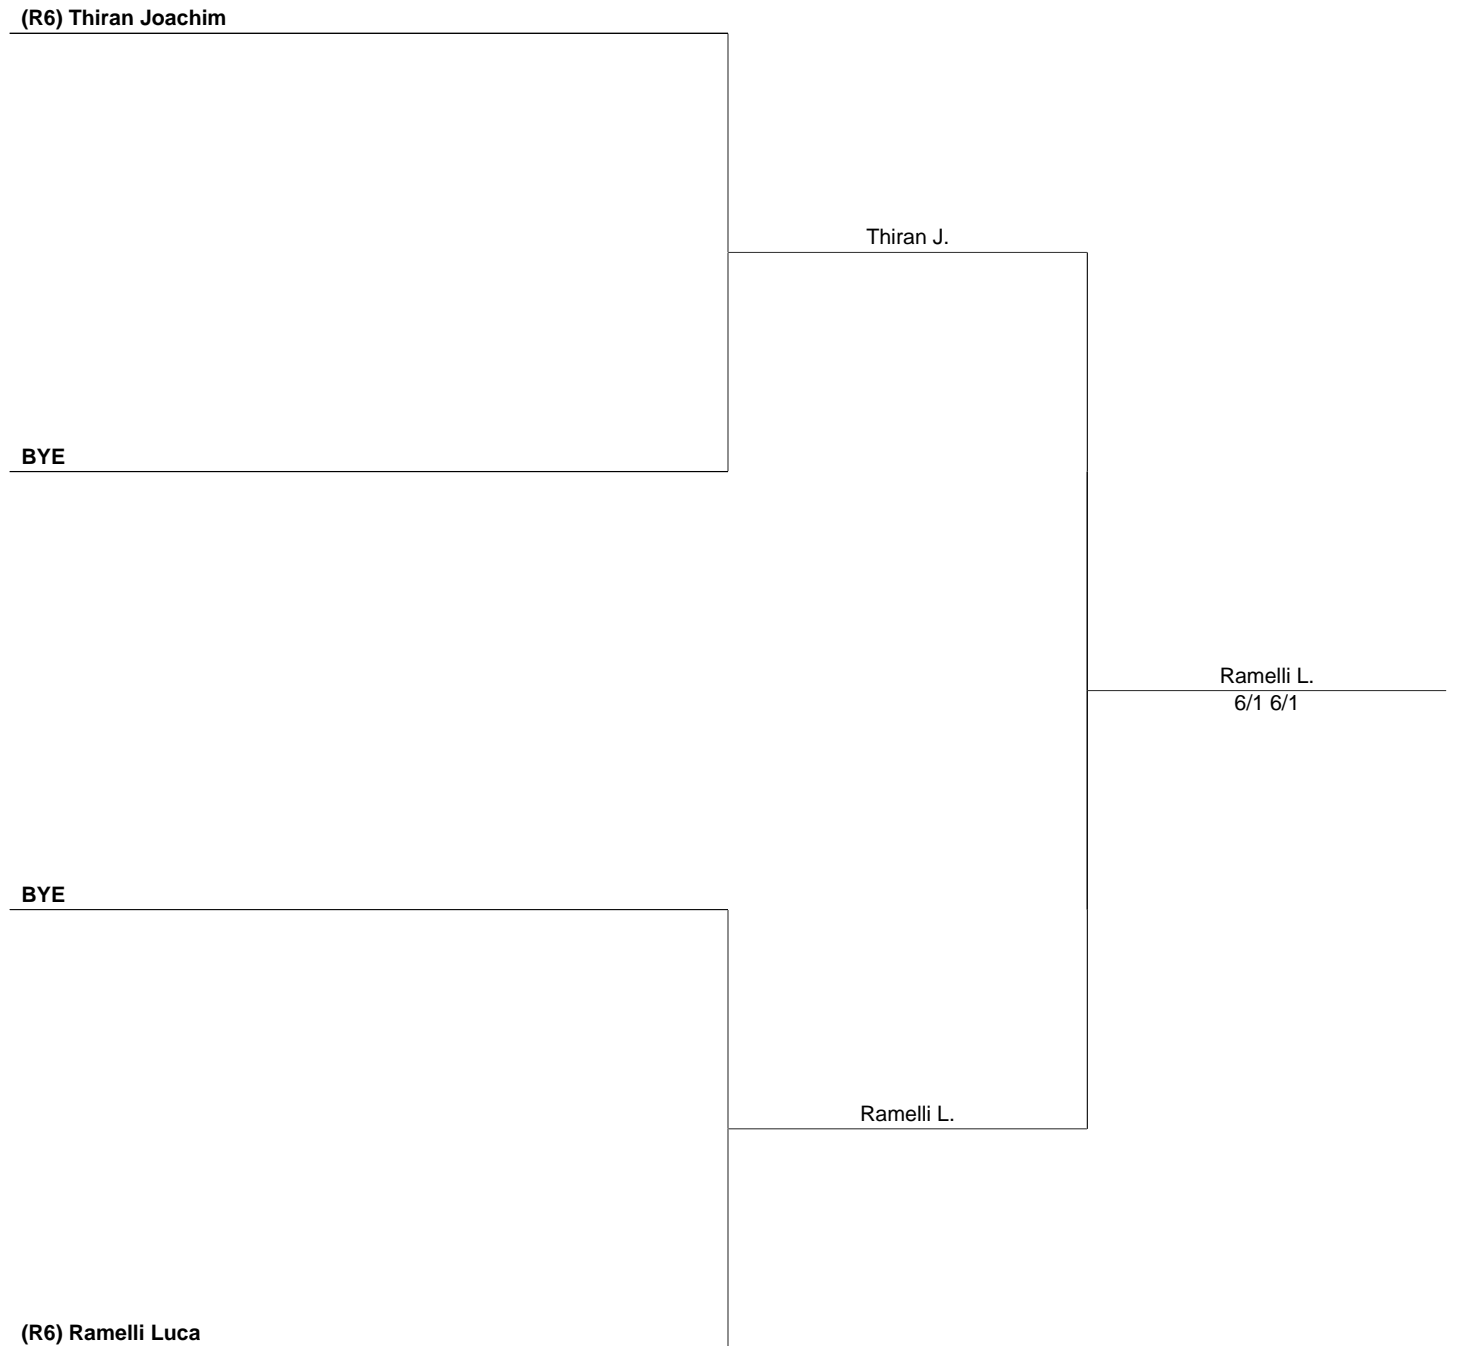 (R6) Thiran Joachim
Thiran J.
BYE
Ramelli L.
6/1 6/1
BYE
Ramelli L.
(R6) Ramelli Luca